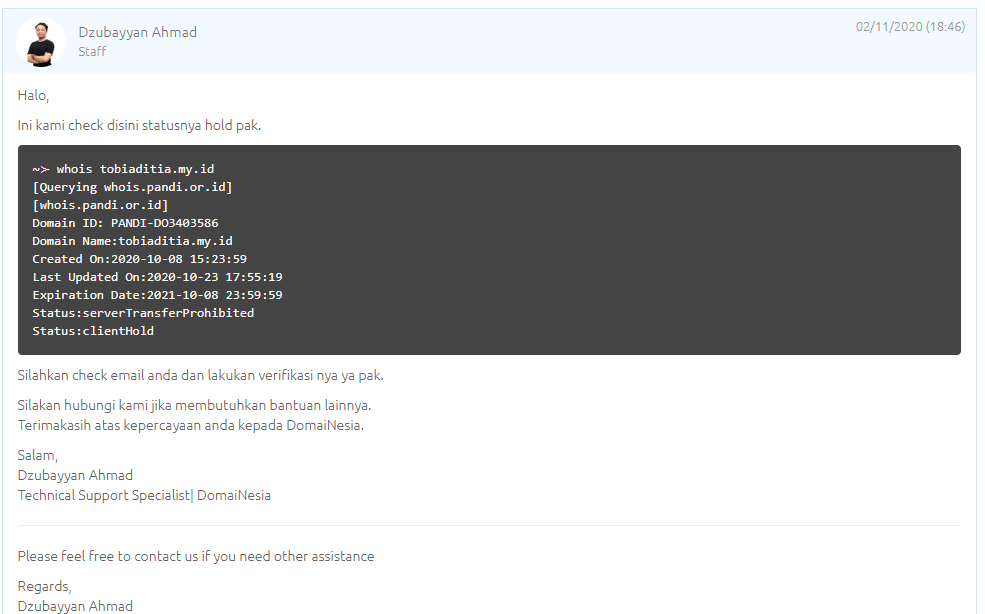 Dzubayyan Ahmad
02/11/2020 (18:46)
Staff
Halo,
Ini kami check disini statusnya hold pak.
~>- whois tobiaditia.my.id
[Querying whois.pandi.or.id]
[whois.pandi.or.id]
Domain ID: PANDI-DO3403586
Domain Name:tobiaditia.my.id
Created On:2020-10-08 15:23:59
Last Updated On:2020-10-23 17:55:19
Expiration Date:2021-10-08 23:59:59
Status:serverTransferProhibited
Status:clientHold
Silahkan check email anda dan lakukan verifikasi nya ya pak.
Silakan hubungi kami jika membutuhkan bantuan lainnya.
Terimakasih atas kepercayaan anda kepada DomaiNesia.
Salam,
Dzubayyan Ahmad
Technical Support Specialist| DomaiNesia
Please feel free to contact us if you need other assistance
Regards,
Dzubayyan Ahmad